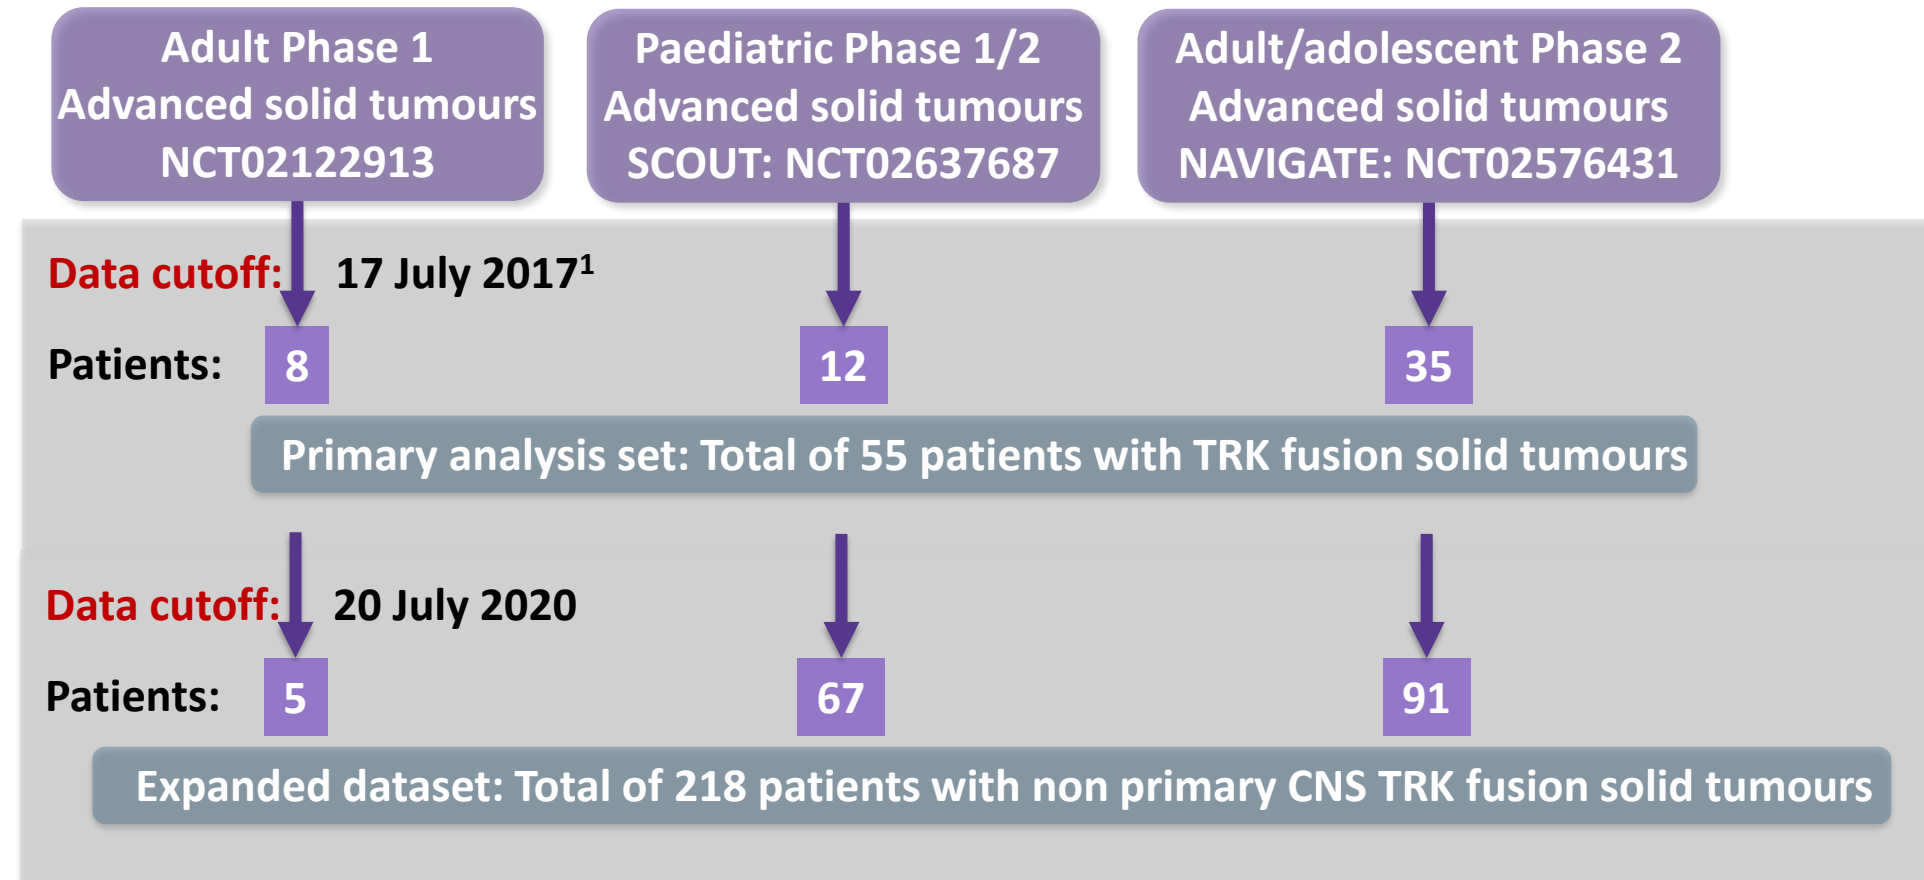 Adult Phase 1
Advanced solid tumours
NCT02122913
Paediatric Phase 1/2
Advanced solid tumours
SCOUT: NCT02637687
Adult/adolescent Phase 2
Advanced solid tumours
NAVIGATE: NCT02576431
Data cutoff: 17 July 2017¹
Patients: 8 12 35
Primary analysis set: Total of 55 patients with TRK fusion solid tumours
Data cutoff: 20 July 2020
Patients: 5 67 91
Expanded dataset: Total of 218 patients with non primary CNS TRK fusion solid tumours